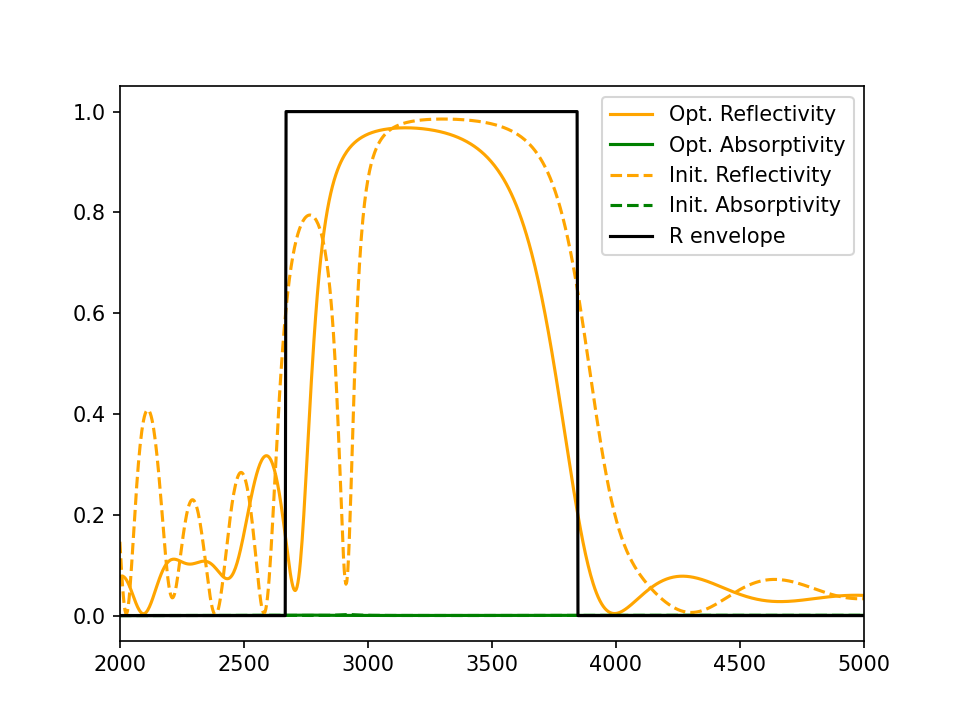 1.0
0.8
0.6
0.4
0.2
0.0
2000 2500 3000 3500 4000 4500 5000
Opt. Reflectivity
Opt. Absorptivity
Init. Reflectivity
Init. Absorptivity
R envelope